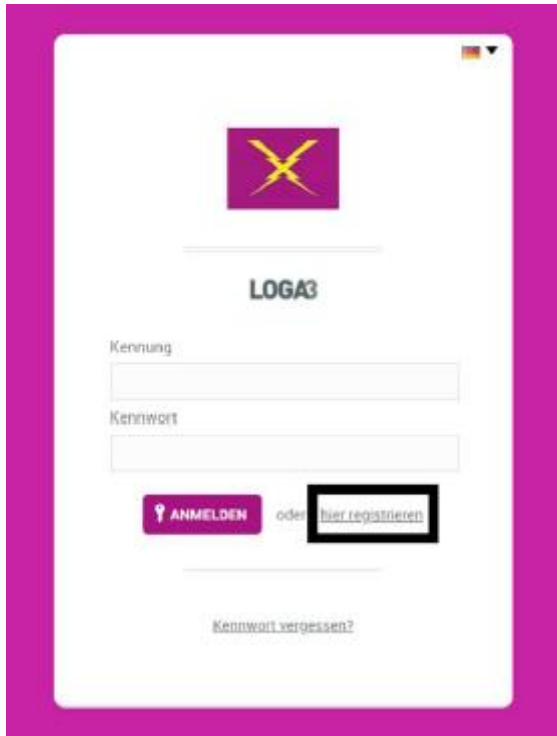 LOGA3
Kennung
Kennwort
ANMELDEN oder hier registrieren
Kennwort vergessen?